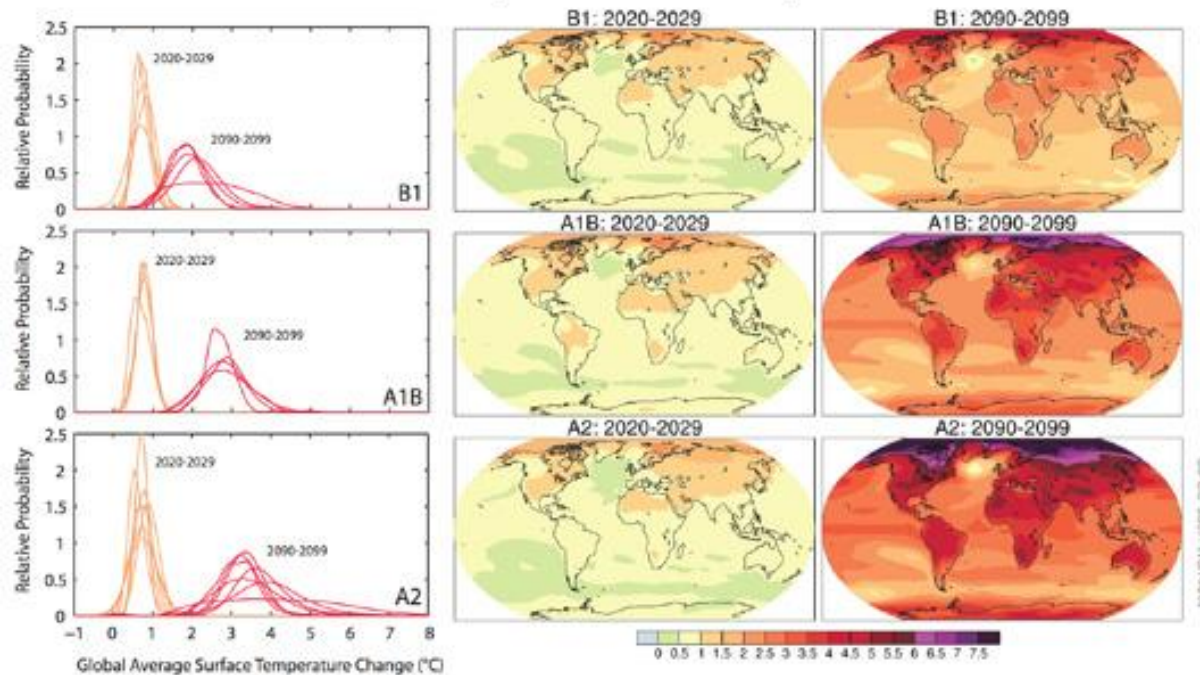 B1: 2020-2029
B1: 2090-2099
2.5
2
1.5
1
0.5
0
Relative Probability
2020-2029
2090-2099
B1
A1B: 2020-2029
A1B: 2090-2099
2.5
2
1.5
1
0.5
0
Relative Probability
2020-2029
2090-2099
A1B
A2: 2020-2029
A2: 2090-2099
2.5
2
1.5
1
0.5
0
Relative Probability
2020-2029
2090-2099
A2
−1 0 1 2 3 4 5 6 7 8
Global Average Surface Temperature Change (°C)
0 0.5 1 1.5 2 2.5 3 3.5 4 4.5 5 5.5 6 6.5 7 7.5